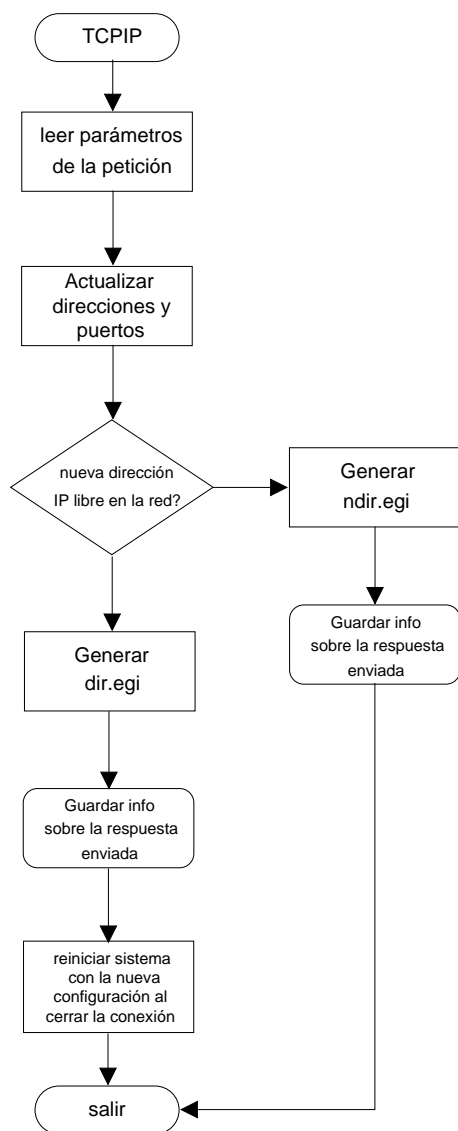 TCPIP
leer parámetros
de la petición
Actualizar
direcciones y
puertos
nueva dirección
IP libre en la red?
Generar
ndir.egi
Guardar info
sobre la respuesta
enviada
Generar
dir.egi
Guardar info
sobre la respuesta
enviada
reiniciar sistema
con la nueva
configuración al
cerrar la conexión
salir